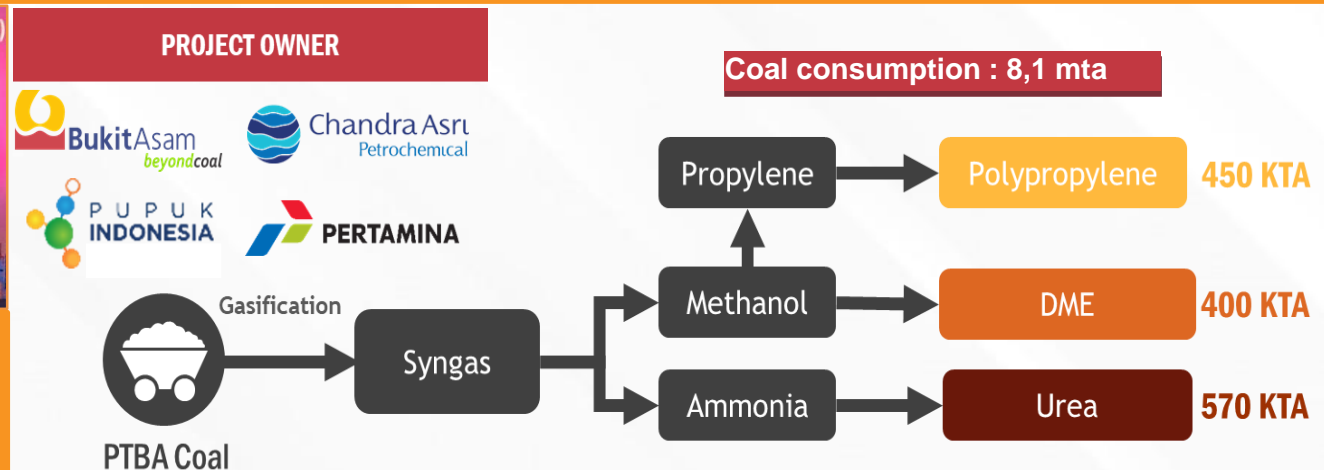 PROJECT OWNER
BukitAsam
beyondcoal
Chandra Asri
Petrochemical
PUPUK
INDONESIA
PERTAMINA
Coal consumption : 8,1 mta
Propylene
Polypropylene
450 KTA
Gasification
Methanol
DME
400 KTA
Syngas
Ammonia
Urea
570 KTA
PTBA Coal